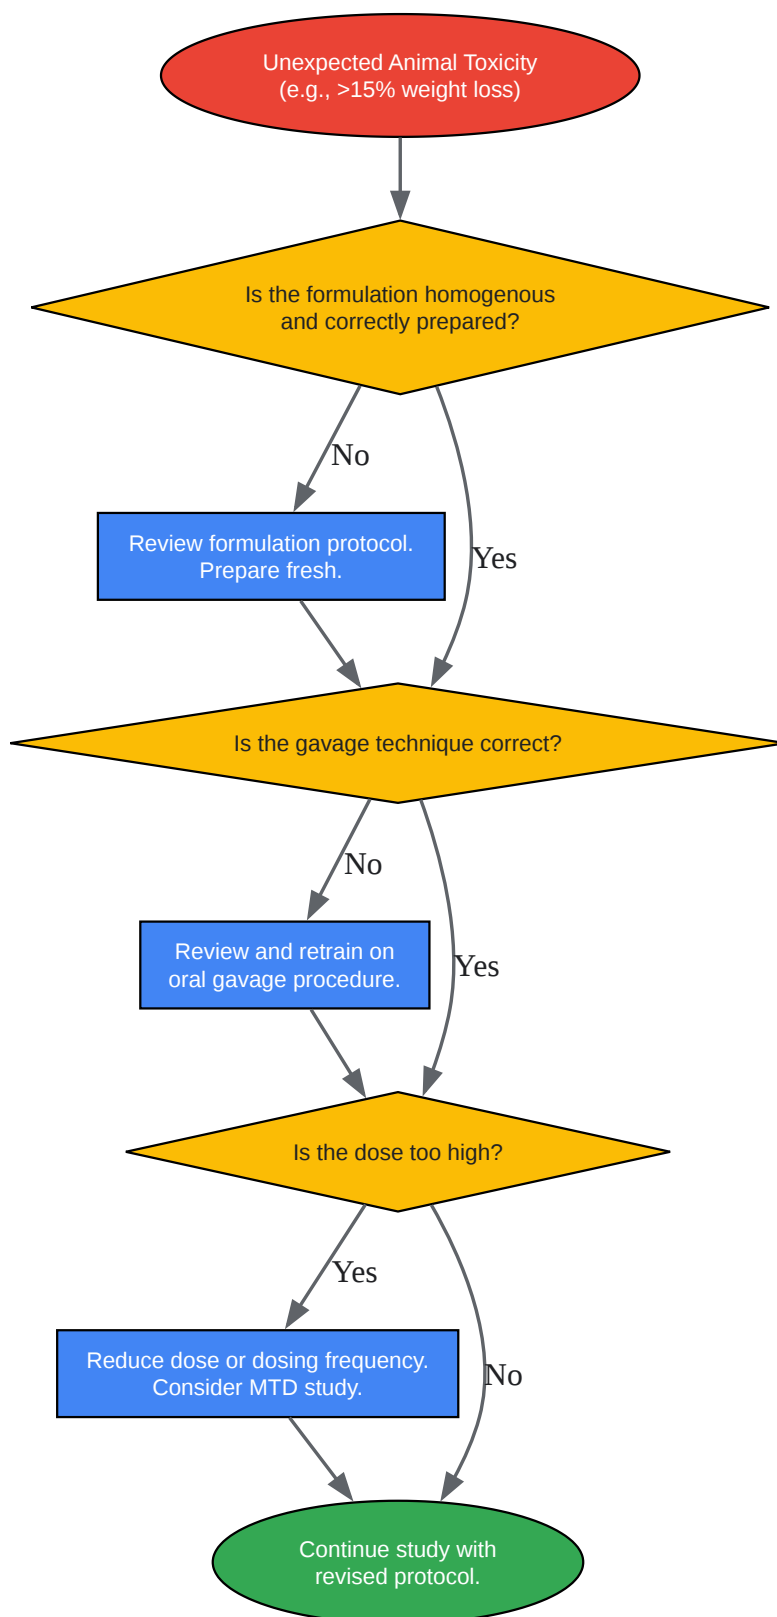 Unexpected Animal Toxicity
(e.g., >15% weight loss)
Is the formulation homogenous
and correctly prepared?
No
Review formulation protocol.
Prepare fresh.
Yes
Is the gavage technique correct?
No
Review and retrain on
oral gavage procedure.
Yes
Is the dose too high?
Yes
Reduce dose or dosing frequency.
Consider MTD study.
No
Continue study with
revised protocol.